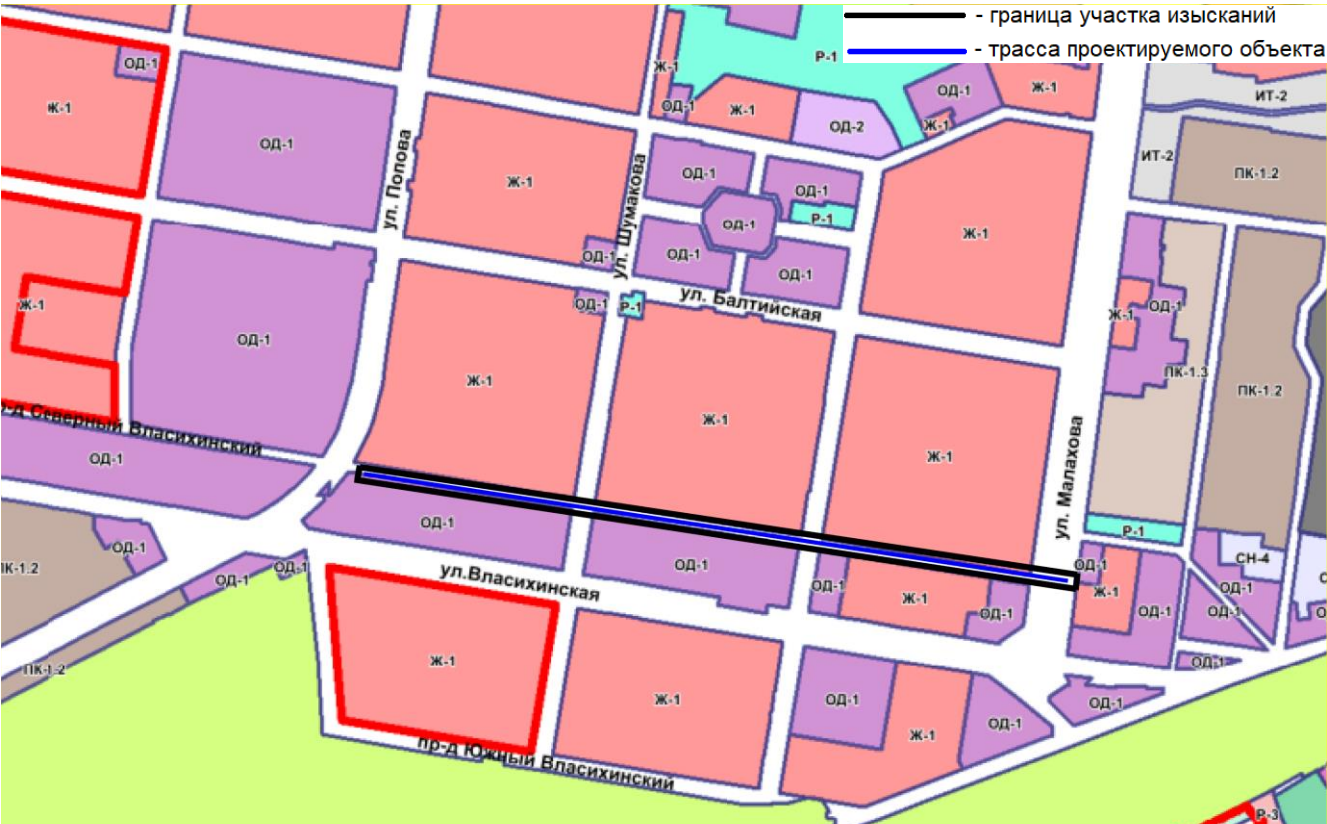 - граница участка изысканий
- трасса проектируемого объекта
Р-1
Ж-1
ОД-1
Ж-1
ОД-1
Ж-1
ОД-2
ОД-1
Ж-1
Ж-1
ИТ-2
ИТ-2
ПК-1.2
Ж-1
ОД-1
ул. Попова
Ж-1
ул. Шумакова
ОД-1
ОД-1
Р-1
ОД-1
ОД-1
ОД-1
ОД-1
Ж-1
ОД-1
Р-1
ул. Балтийская
Ж-1
ОД-1
Ж-1
ОД-1
ПК-1.3
ПК-1.2
Ж-1
ОД-1
Ж-1
Ж-1
Ж-1
ул. Малахова
Северный Власихинский
ОД-1
ОД-1
ОД-1
ОД-1
ОД-1
ОД-1
ПК-1.2
ул.Власихинская
ОД-1
Ж-1
ОД-1
ОД-1
Ж-1
ОД-1
Р-1
СН-4
ОД-1
ОД-1
ОД-1
ПК-1.2
Ж-1
Ж-1
ОД-1
Ж-1
ОД-1
ОД-1
пр-д Южный Власихинский
Р-3